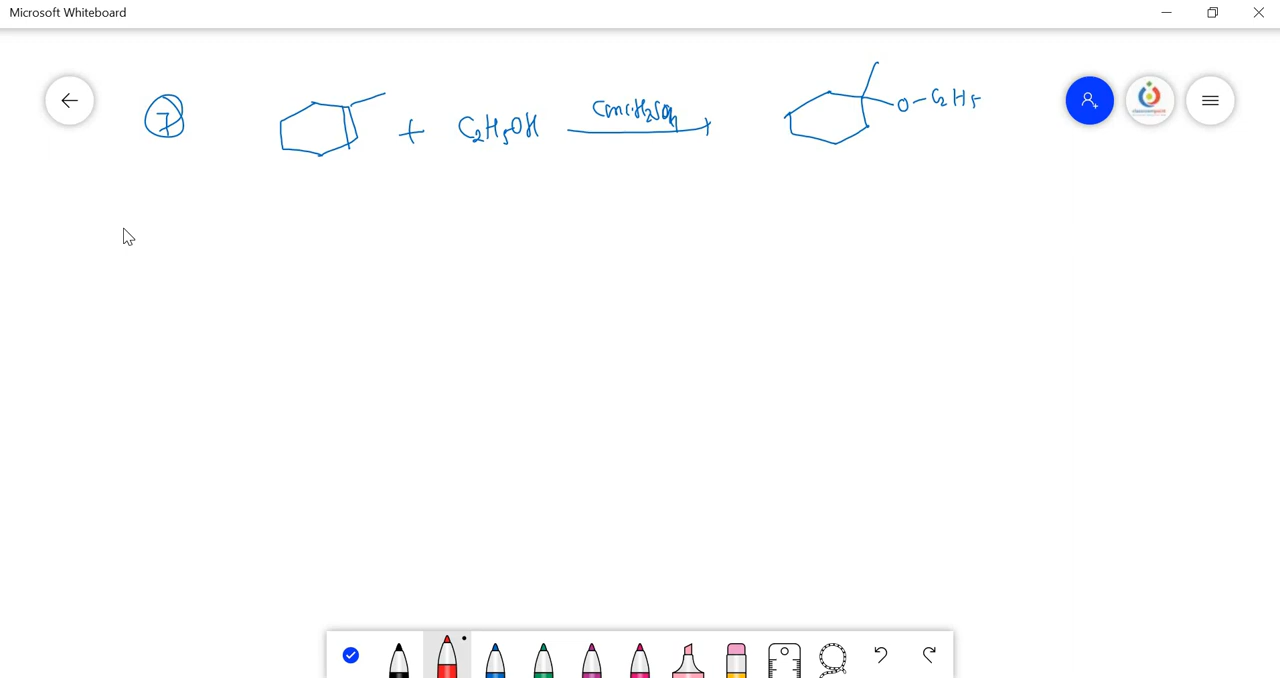 Microsoft Whiteboard
7 + C₂H₅OH Conc·H₂SO₄ O-C₂H₅